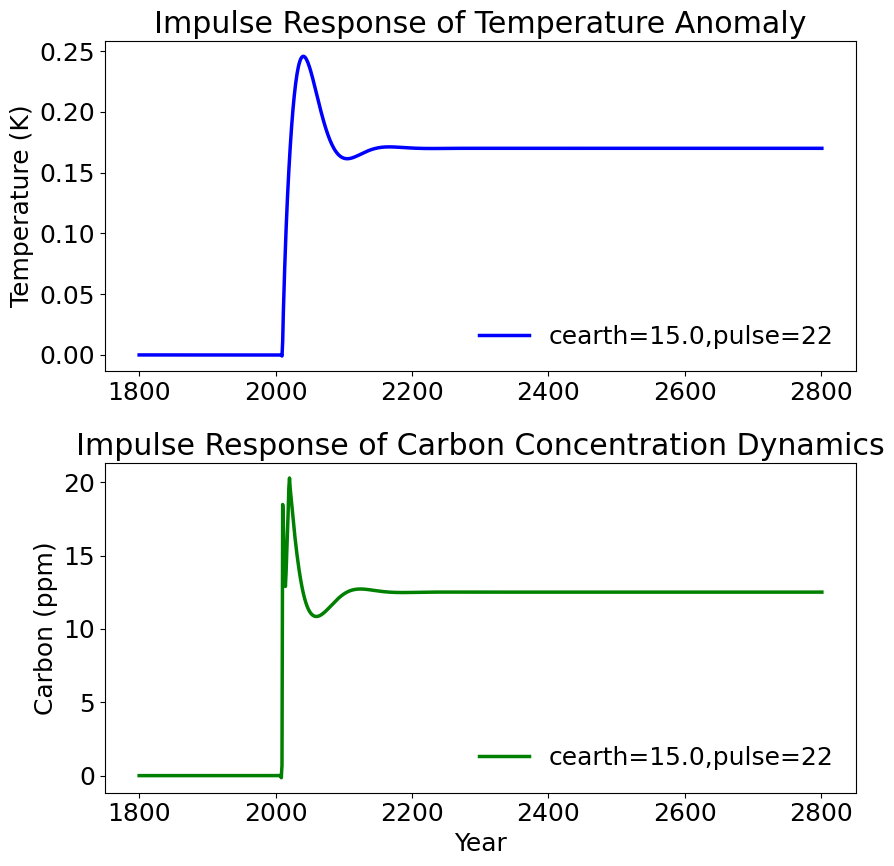 Impulse Response of Temperature Anomaly
Temperature (K)
0.25
0.20
0.15
0.10
0.05
0.00
cearth=15.0,pulse=22
1800 2000 2200 2400 2600 2800
Impulse Response of Carbon Concentration Dynamics
Carbon (ppm)
20
15
10
5
0
cearth=15.0,pulse=22
1800 2000 2200 2400 2600 2800
Year